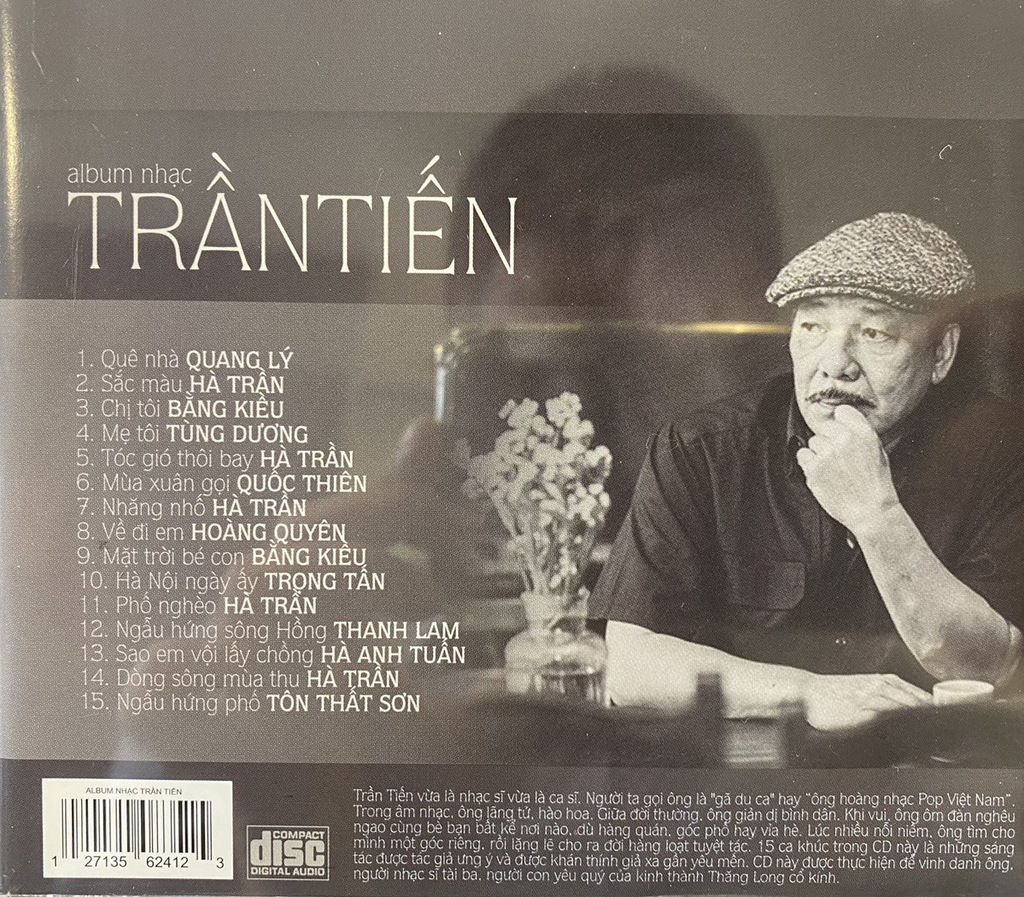 album nhạc
TRẦN TIẾN
1. Quê nhà QUANG LÝ
2. Sắc màu HÀ TRẦN
3. Chị tôi BẰNG KIỀU
4. Mẹ tôi TÙNG DƯƠNG
5. Tóc gió thôi bay HÀ TRẦN
6. Mùa xuân gọi QUỐC THIÊN
7. Nhăng nhố HÀ TRẦN
8. Về đi em HOÀNG QUYÊN
9. Mặt trời bé con BẰNG KIỀU
10. Hà Nội ngày ấy TRỌNG TẤN
11. Phố nghèo HÀ TRẦN
12. Ngẫu hứng sông Hồng THANH LAM
13. Sao em vội lấy chồng HÀ ANH TUẤN
14. Dòng sông mùa thu HÀ TRẦN
15. Ngẫu hứng phố TÔN THẤT SƠN
ALBUM NHẠC TRẦN TIẾN
1 27135 62412 3
COMPACT
disc
DIGITAL AUDIO
Trần Tiến vừa là nhạc sĩ vừa là ca sĩ. Người ta gọi ông là "gã du ca" hay "ông hoàng nhạc Pop Việt Nam".
Trong âm nhạc, ông lãng tử, hào hoa. Giữa đời thường, ông giản dị bình dân. Khi vui, ông ôm đàn nghêu
ngao cùng bè bạn bất kể nơi nào, dù hàng quán, góc phố hay vỉa hè. Lúc nhiều nỗi niềm, ông tìm cho
mình một góc riêng, rồi lặng lẽ cho ra đời hàng loạt tuyệt tác. 15 ca khúc trong CD này là những sáng
tác được tác giả ưng ý và được khán thính giả xa gần yêu mến. CD này được thực hiện để vinh danh ông,
người nhạc sĩ tài ba, người con yêu quý của kinh thành Thăng Long cổ kính.